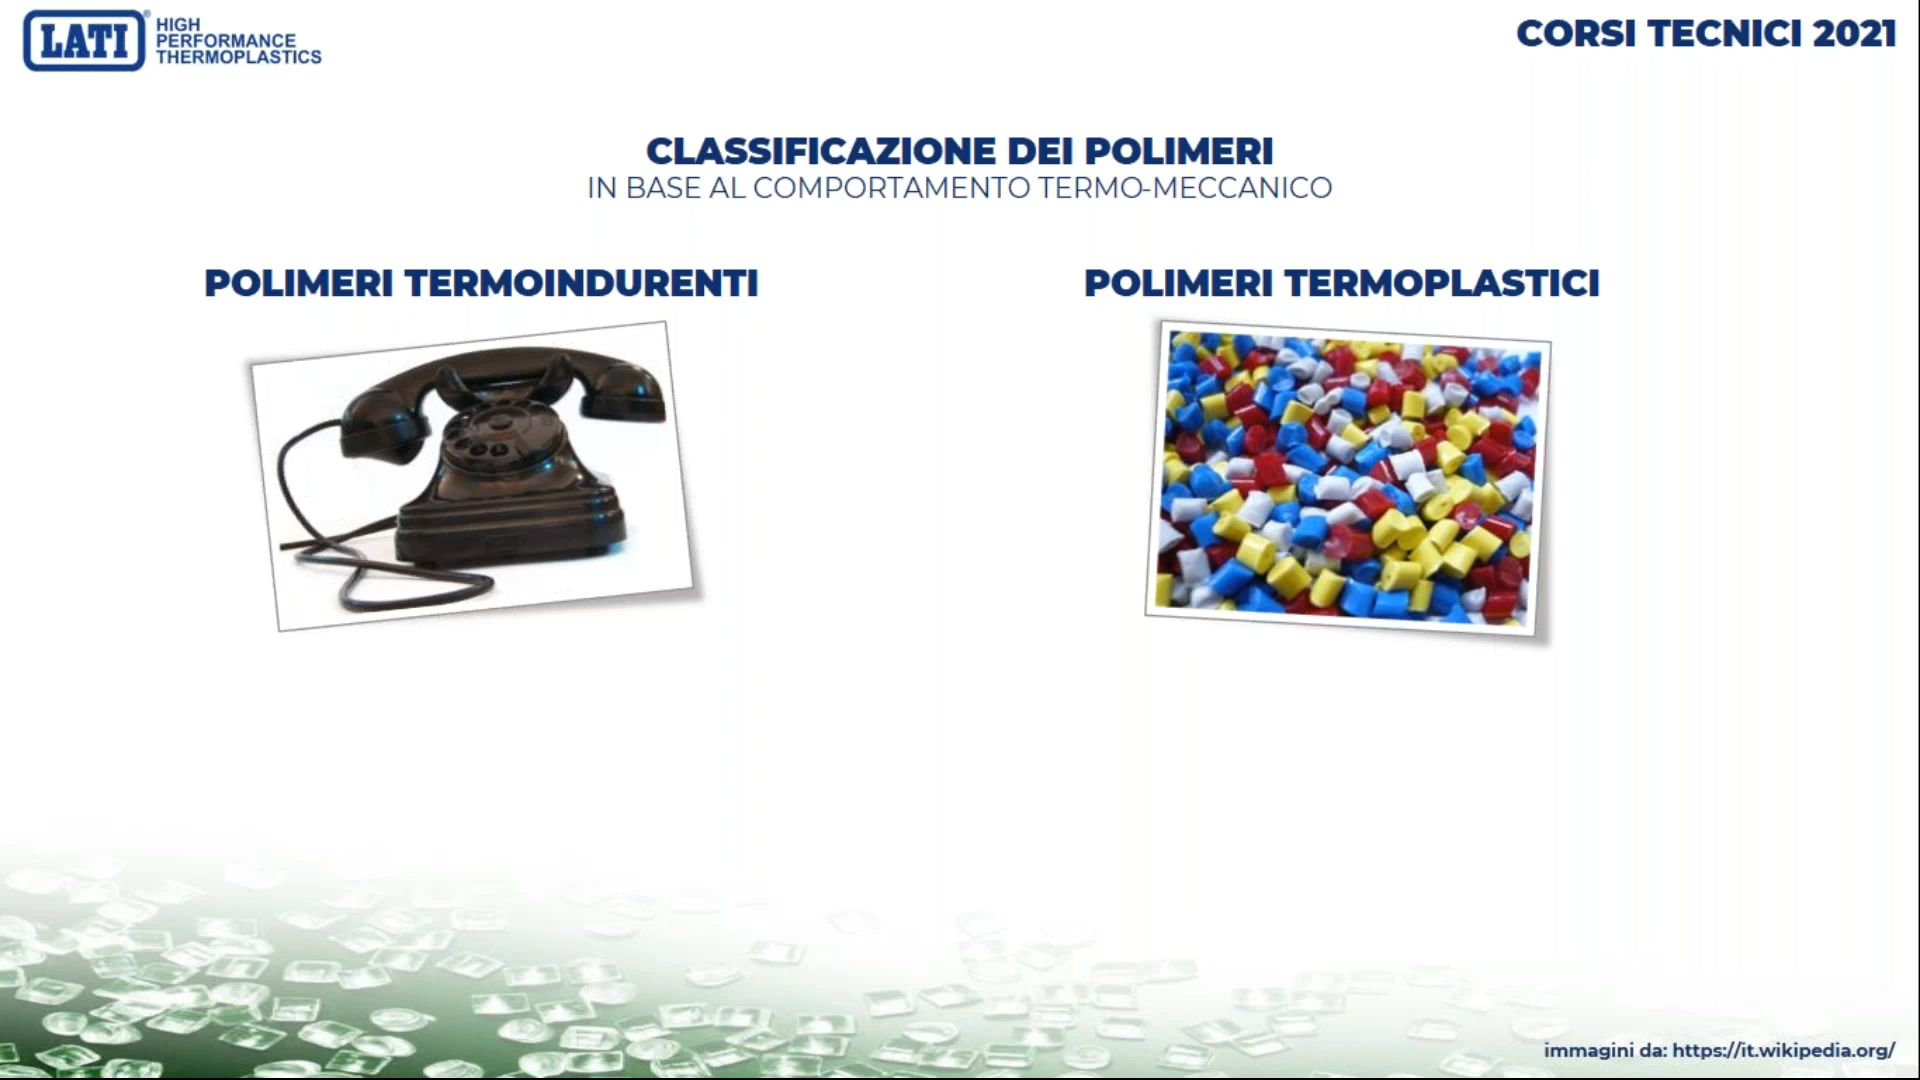 LATI®
HIGH
PERFORMANCE
THERMOPLASTICS
CORSI TECNICI 2021
CLASSIFICAZIONE DEI POLIMERI
IN BASE AL COMPORTAMENTO TERMO-MECCANICO
POLIMERI TERMOINDURENTI
POLIMERI TERMOPLASTICI
immagini da: https://it.wikipedia.org/